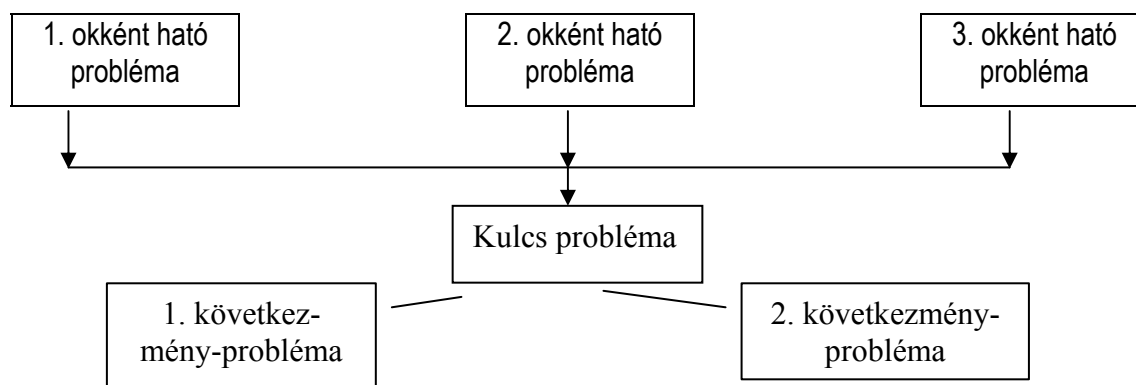 1. okként ható
probléma
2. okként ható
probléma
3. okként ható
probléma
Kulcs probléma
1. következ-
mény-probléma
2. következmény-
probléma